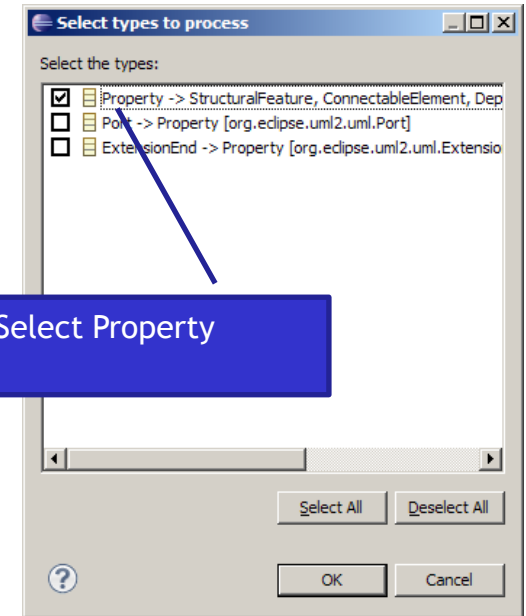 Select types to process
Select the types:
Property -> StructuralFeature, ConnectableElement, Dep
Port -> Property [org.eclipse.uml2.uml.Port]
ExtensionEnd -> Property [org.eclipse.uml2.uml.Extensio
Select Property
Select All
Deselect All
?
OK
Cancel